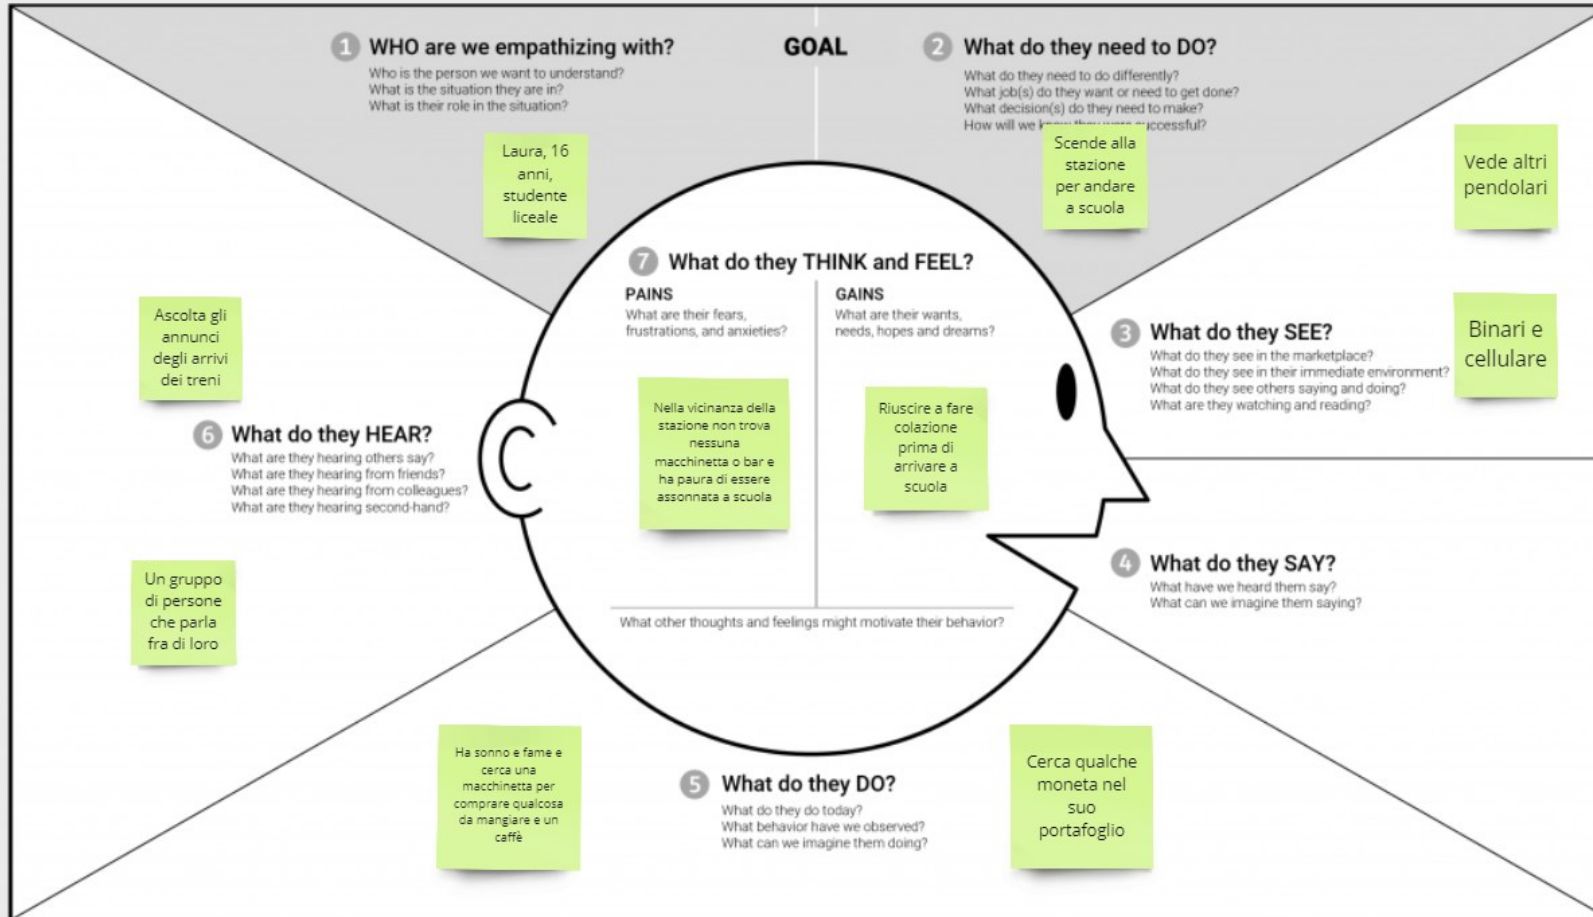 1 WHO are we empathizing with?
Who is the person we want to understand?
What is the situation they are in?
What is their role in the situation?
Laura, 16
anni,
studente
liceale
GOAL
2 What do they need to DO?
What do they need to do differently?
What job(s) do they want or need to get done?
What decision(s) do they need to make?
How will we successful?
Scende alla
stazione
per andare
a scuola
Vede altri
pendolari
3 What do they SEE?
What do they see in the marketplace?
What do they see in their immediate environment?
What do they see others saying and doing?
What are they watching and reading?
Binari e
cellulare
4 What do they SAY?
What have we heard them say?
What can we imagine them saying?
5 What do they DO?
What do they do today?
What behavior have we observed?
What can we imagine them doing?
Ha sonno e fame e
cerca una
macchinetta per
comprare qualcosa
da mangiare e un
caffè
Cerca qualche
moneta nel
suo
portafoglio
Ascolta gli
annunci
degli arrivi
dei treni
6 What do they HEAR?
What are they hearing others say?
What are they hearing from friends?
What are they hearing from colleagues?
What are they hearing second-hand?
Un gruppo
di persone
che parla
fra di loro
7 What do they THINK and FEEL?
PAINS
What are their fears,
frustrations, and anxieties?
Nella vicinanza della
stazione non trova
nessuna
macchinetta o bar e
ha paura di essere
assonnata a scuola
GAINS
What are their wants,
needs, hopes and dreams?
Riuscire a fare
colazione
prima di
arrivare a
scuola
What other thoughts and feelings might motivate their behavior?